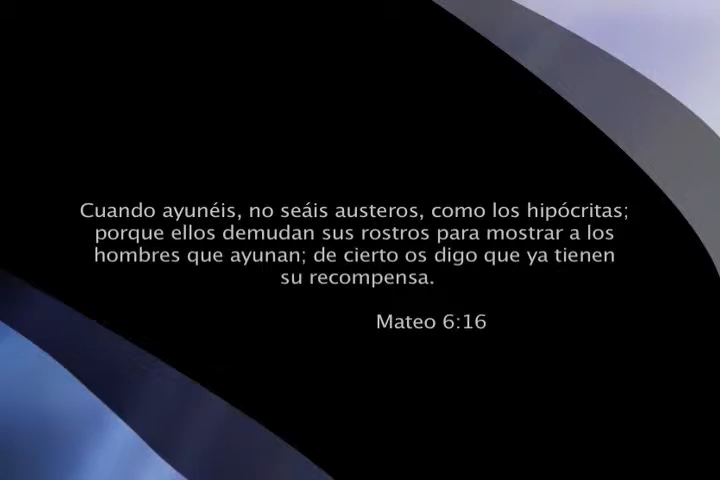 Cuando ayunéis, no seáis austeros, como los hipócritas;
porque ellos demudan sus rostros para mostrar a los
hombres que ayunan; de cierto os digo que ya tienen
su recompensa.
Mateo 6:16